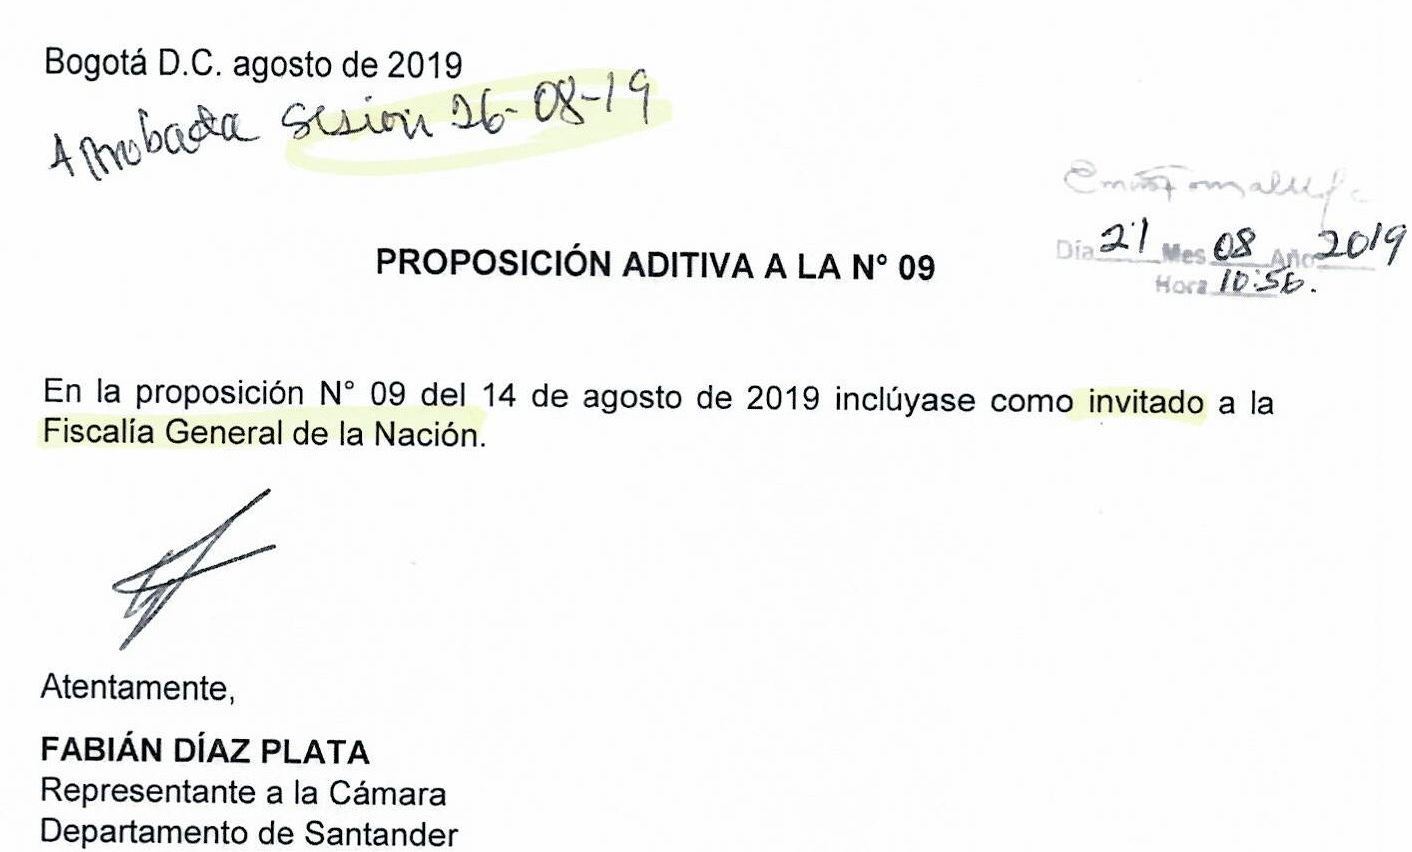 Bogotá D.C. agosto de 2019
Aprobada Sesion 26-08-19
Día 21 Mes 08 Año 2019
Hora 10:56.
PROPOSICIÓN ADITIVA A LA N° 09
En la proposición N° 09 del 14 de agosto de 2019 inclúyase como invitado a la
Fiscalía General de la Nación.
Atentamente,
FABIÁN DÍAZ PLATA
Representante a la Cámara
Departamento de Santander